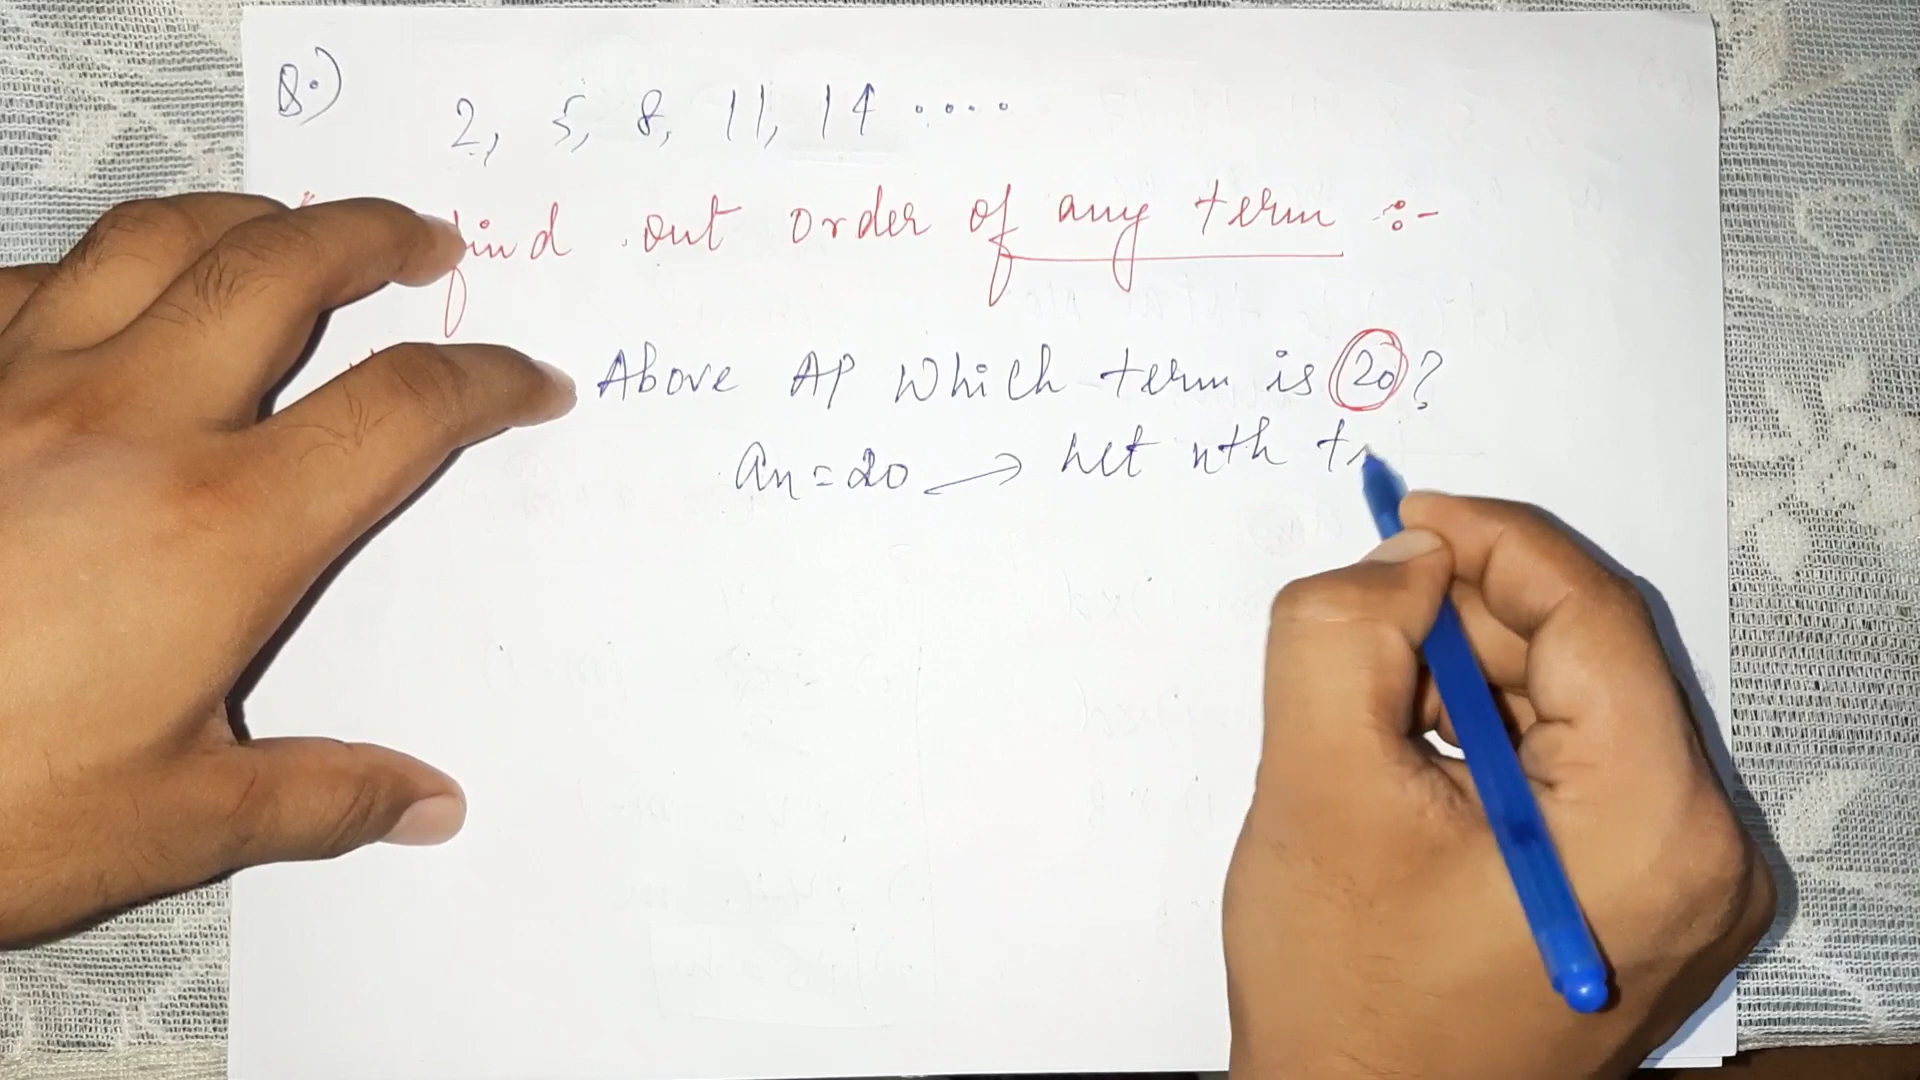 Q.)
2, 5, 8, 11, 14 ....
find out order of any term :-
Above AP which term is 20?
an = 20 → Let nth